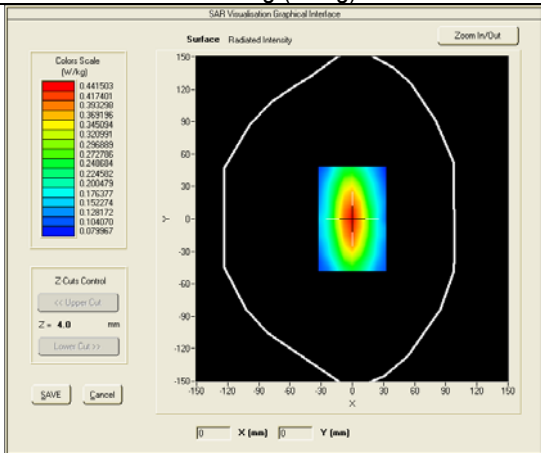 SAR Visualisation Graphical Interface
Surface Radiated Intensity
Zoom In/Out
Colors Scale
(W/kg)
0.441503
0.417401
0.393298
0.369196
0.345094
0.320991
0.296889
0.272786
0.248684
0.224582
0.200479
0.176377
0.152274
0.128172
0.104070
0.079967
150
120
90
60
30
0
-30
-60
-90
-120
-150
Y
-150 -120 -90 -60 -30 0 30 60 90 120 150
X
Z-Cuts Control
<< Upper Cut
Z = 4.0 mm
Lower Cut >>
SAVE Cancel
0 X (mm) 0 Y (mm)